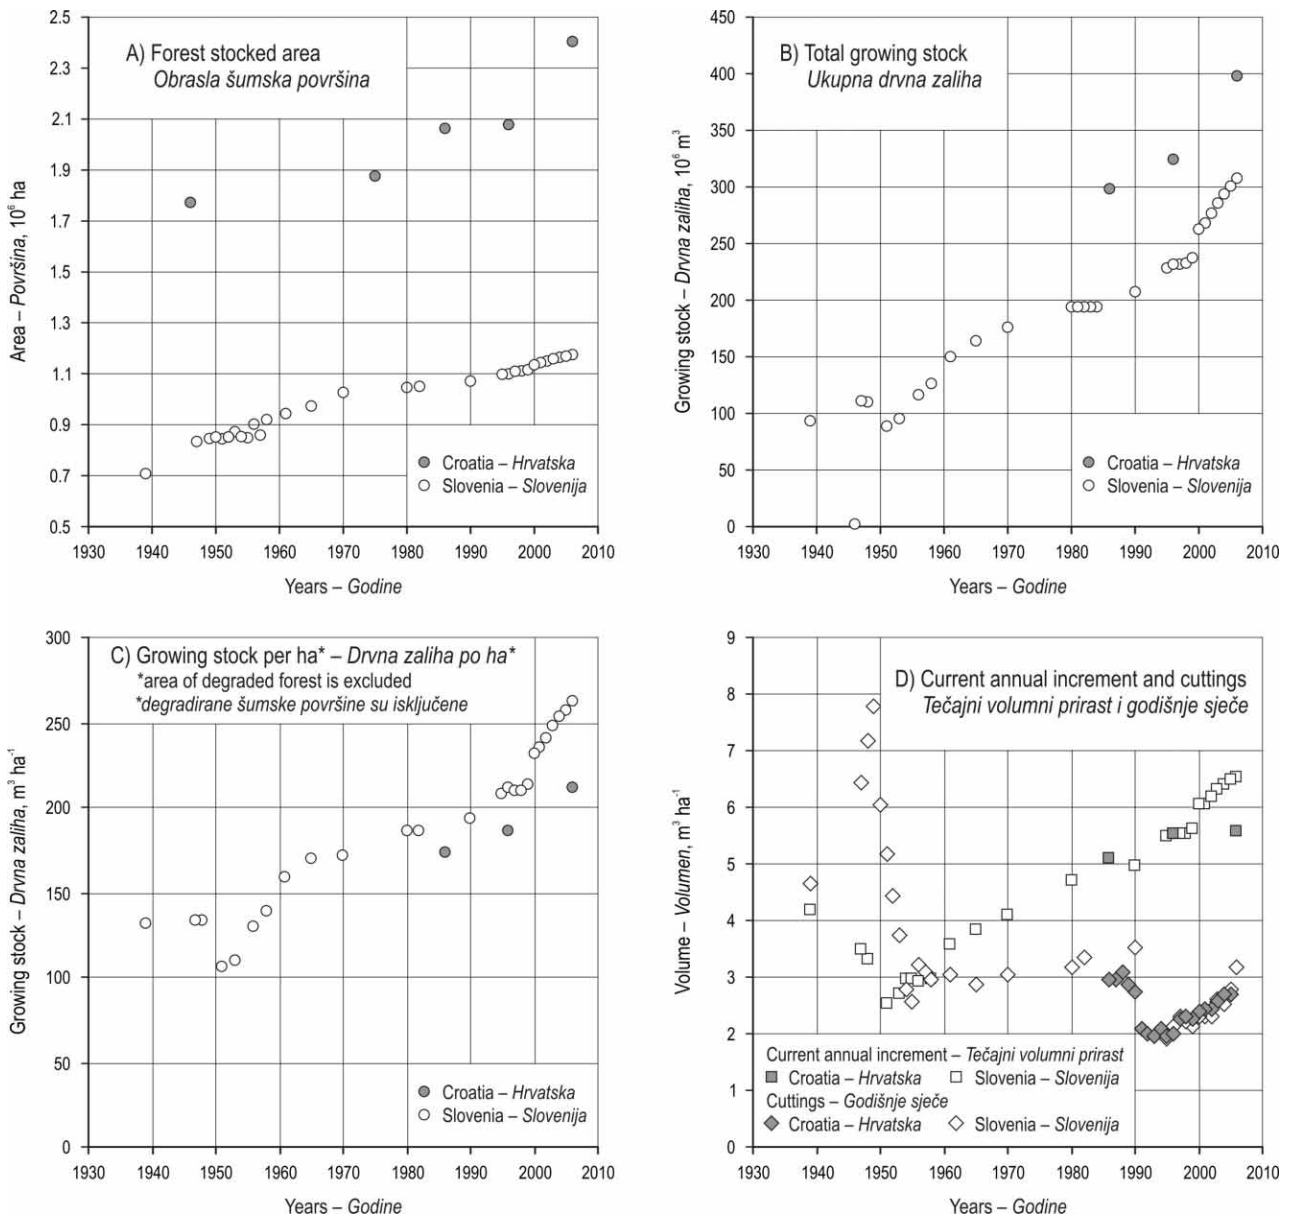 A) Forest stocked area
Obrasla šumska površina
2.5
2.3
2.1
1.9
1.7
1.5
1.3
1.1
0.9
0.7
0.5
Area – Površina, 10⁶ ha
Croatia – Hrvatska
Slovenia – Slovenija
1930 1940 1950 1960 1970 1980 1990 2000 2010
Years – Godine
B) Total growing stock
Ukupna drvna zaliha
450
400
350
300
250
200
150
100
50
0
Growing stock – Drvna zaliha, 10⁶ m³
Croatia – Hrvatska
Slovenia – Slovenija
1930 1940 1950 1960 1970 1980 1990 2000 2010
Years – Godine
C) Growing stock per ha* – Drvna zaliha po ha*
*area of degraded forest is excluded
*degradirane šumske površine su isključene
300
250
200
150
100
50
0
Growing stock – Drvna zaliha, m³ ha⁻¹
Croatia – Hrvatska
Slovenia – Slovenija
1930 1940 1950 1960 1970 1980 1990 2000 2010
Years – Godine
D) Current annual increment and cuttings
Tečajni volumni prirast i godišnje sječe
9
8
7
6
5
4
3
2
1
0
Volume – Volumen, m³ ha⁻¹
Current annual increment – Tečajni volumni prirast
Croatia – Hrvatska Slovenia – Slovenija
Cuttings – Godišnje sječe
Croatia – Hrvatska Slovenia – Slovenija
1930 1940 1950 1960 1970 1980 1990 2000 2010
Years – Godine